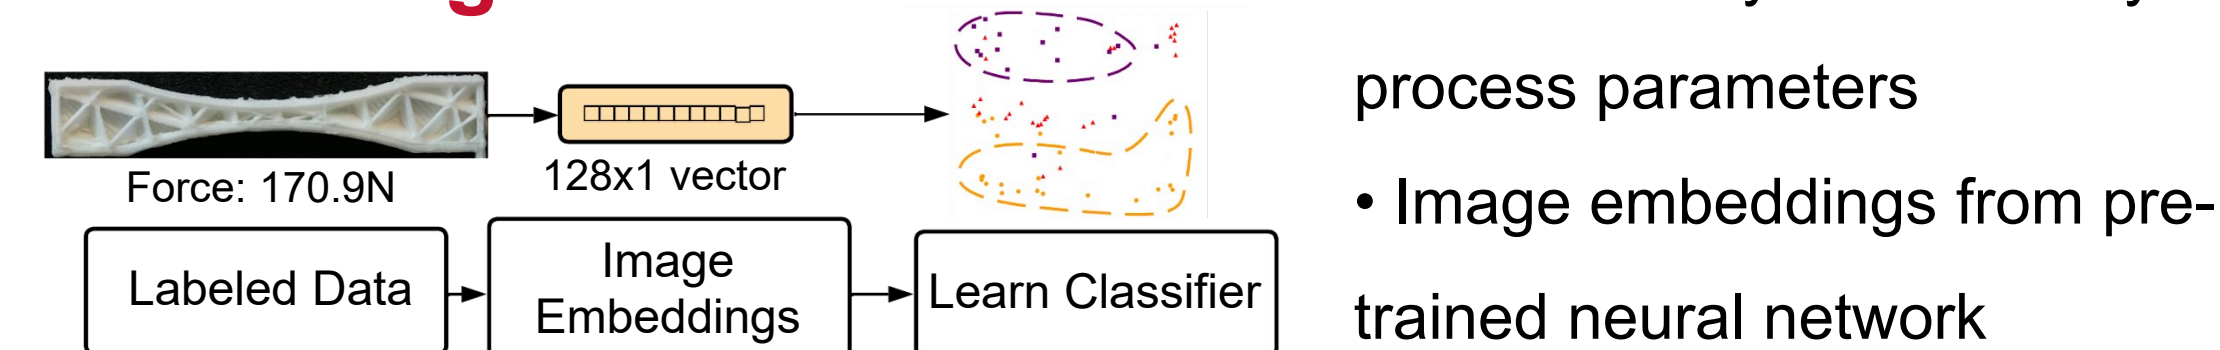 process parameters
Force: 170.9N
128x1 vector
• Image embeddings from pre-
trained neural network
Labeled Data
Image
Embeddings
Learn Classifier